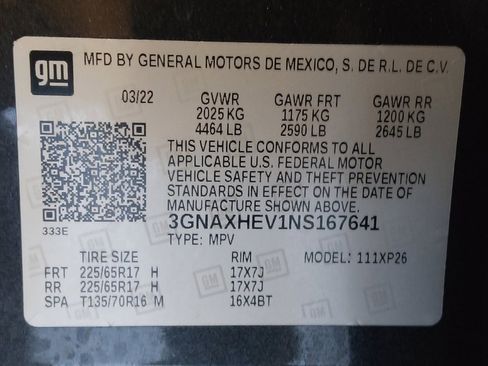 gm
MFD BY GENERAL MOTORS DE MEXICO, S. DE R.L. DE C.V.
03/22 GVWR GAWR FRT GAWR RR
2025 KG 1175 KG 1200 KG
4464 LB 2590 LB 2645 LB
THIS VEHICLE CONFORMS TO ALL
APPLICABLE U.S. FEDERAL MOTOR
VEHICLE SAFETY AND THEFT PREVENTION
STANDARDS IN EFFECT ON THE DATE OF
MANUFACTURE SHOWN ABOVE.
333E 3GNAXHEV1NS167641
TYPE: MPV MODEL: 111XP26
TIRE SIZE RIM
FRT 225/65R17 H 17X7J
RR 225/65R17 H 17X7J
SPA T135/70R16 M 16X4BT